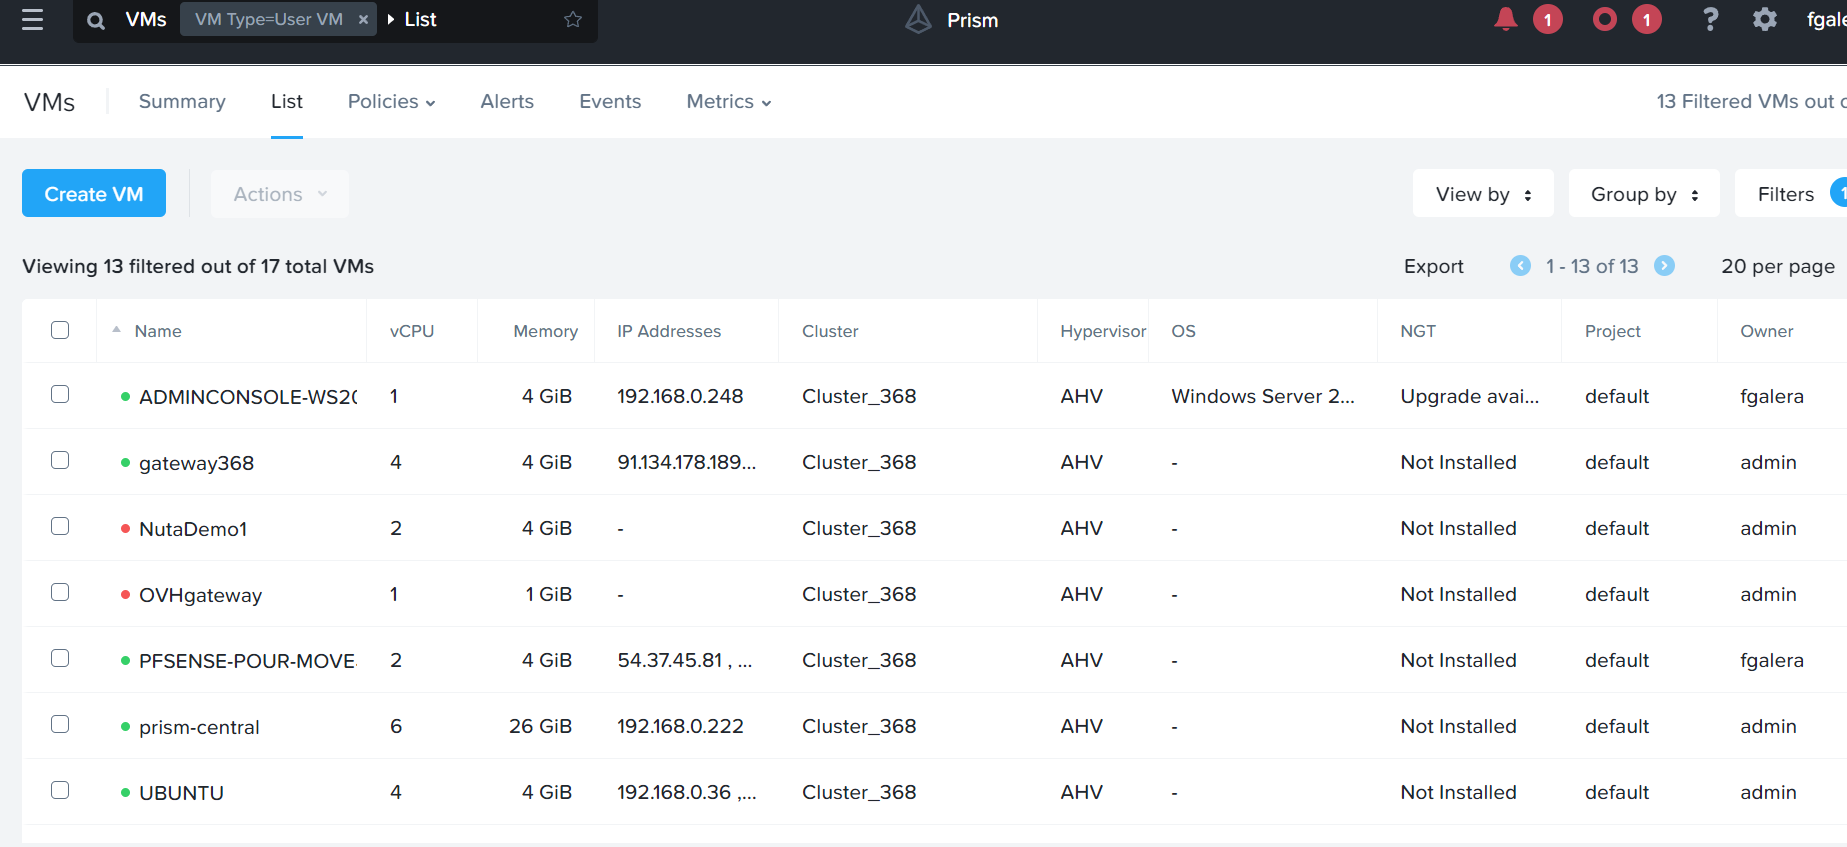 VMs VM Type=User VM × List Prism 1 1 ? fgale
VMs Summary List Policies Alerts Events Metrics 13 Filtered VMs out o
Create VM Actions View by Group by Filters 1
Viewing 13 filtered out of 17 total VMs Export 1 - 13 of 13 20 per page
Name vCPU Memory IP Addresses Cluster Hypervisor OS NGT Project Owner
ADMINCONSOLE-WS20 1 4 GiB 192.168.0.248 Cluster_368 AHV Windows Server 2... Upgrade avai... default fgalera
gateway368 4 4 GiB 91.134.178.189... Cluster_368 AHV - Not Installed default admin
NutaDemo1 2 4 GiB - Cluster_368 AHV - Not Installed default admin
OVHgateway 1 1 GiB - Cluster_368 AHV - Not Installed default admin
PFSENSE-POUR-MOVE- 2 4 GiB 54.37.45.81 , ... Cluster_368 AHV - Not Installed default fgalera
prism-central 6 26 GiB 192.168.0.222 Cluster_368 AHV - Not Installed default admin
UBUNTU 4 4 GiB 192.168.0.36 ,... Cluster_368 AHV - Not Installed default admin